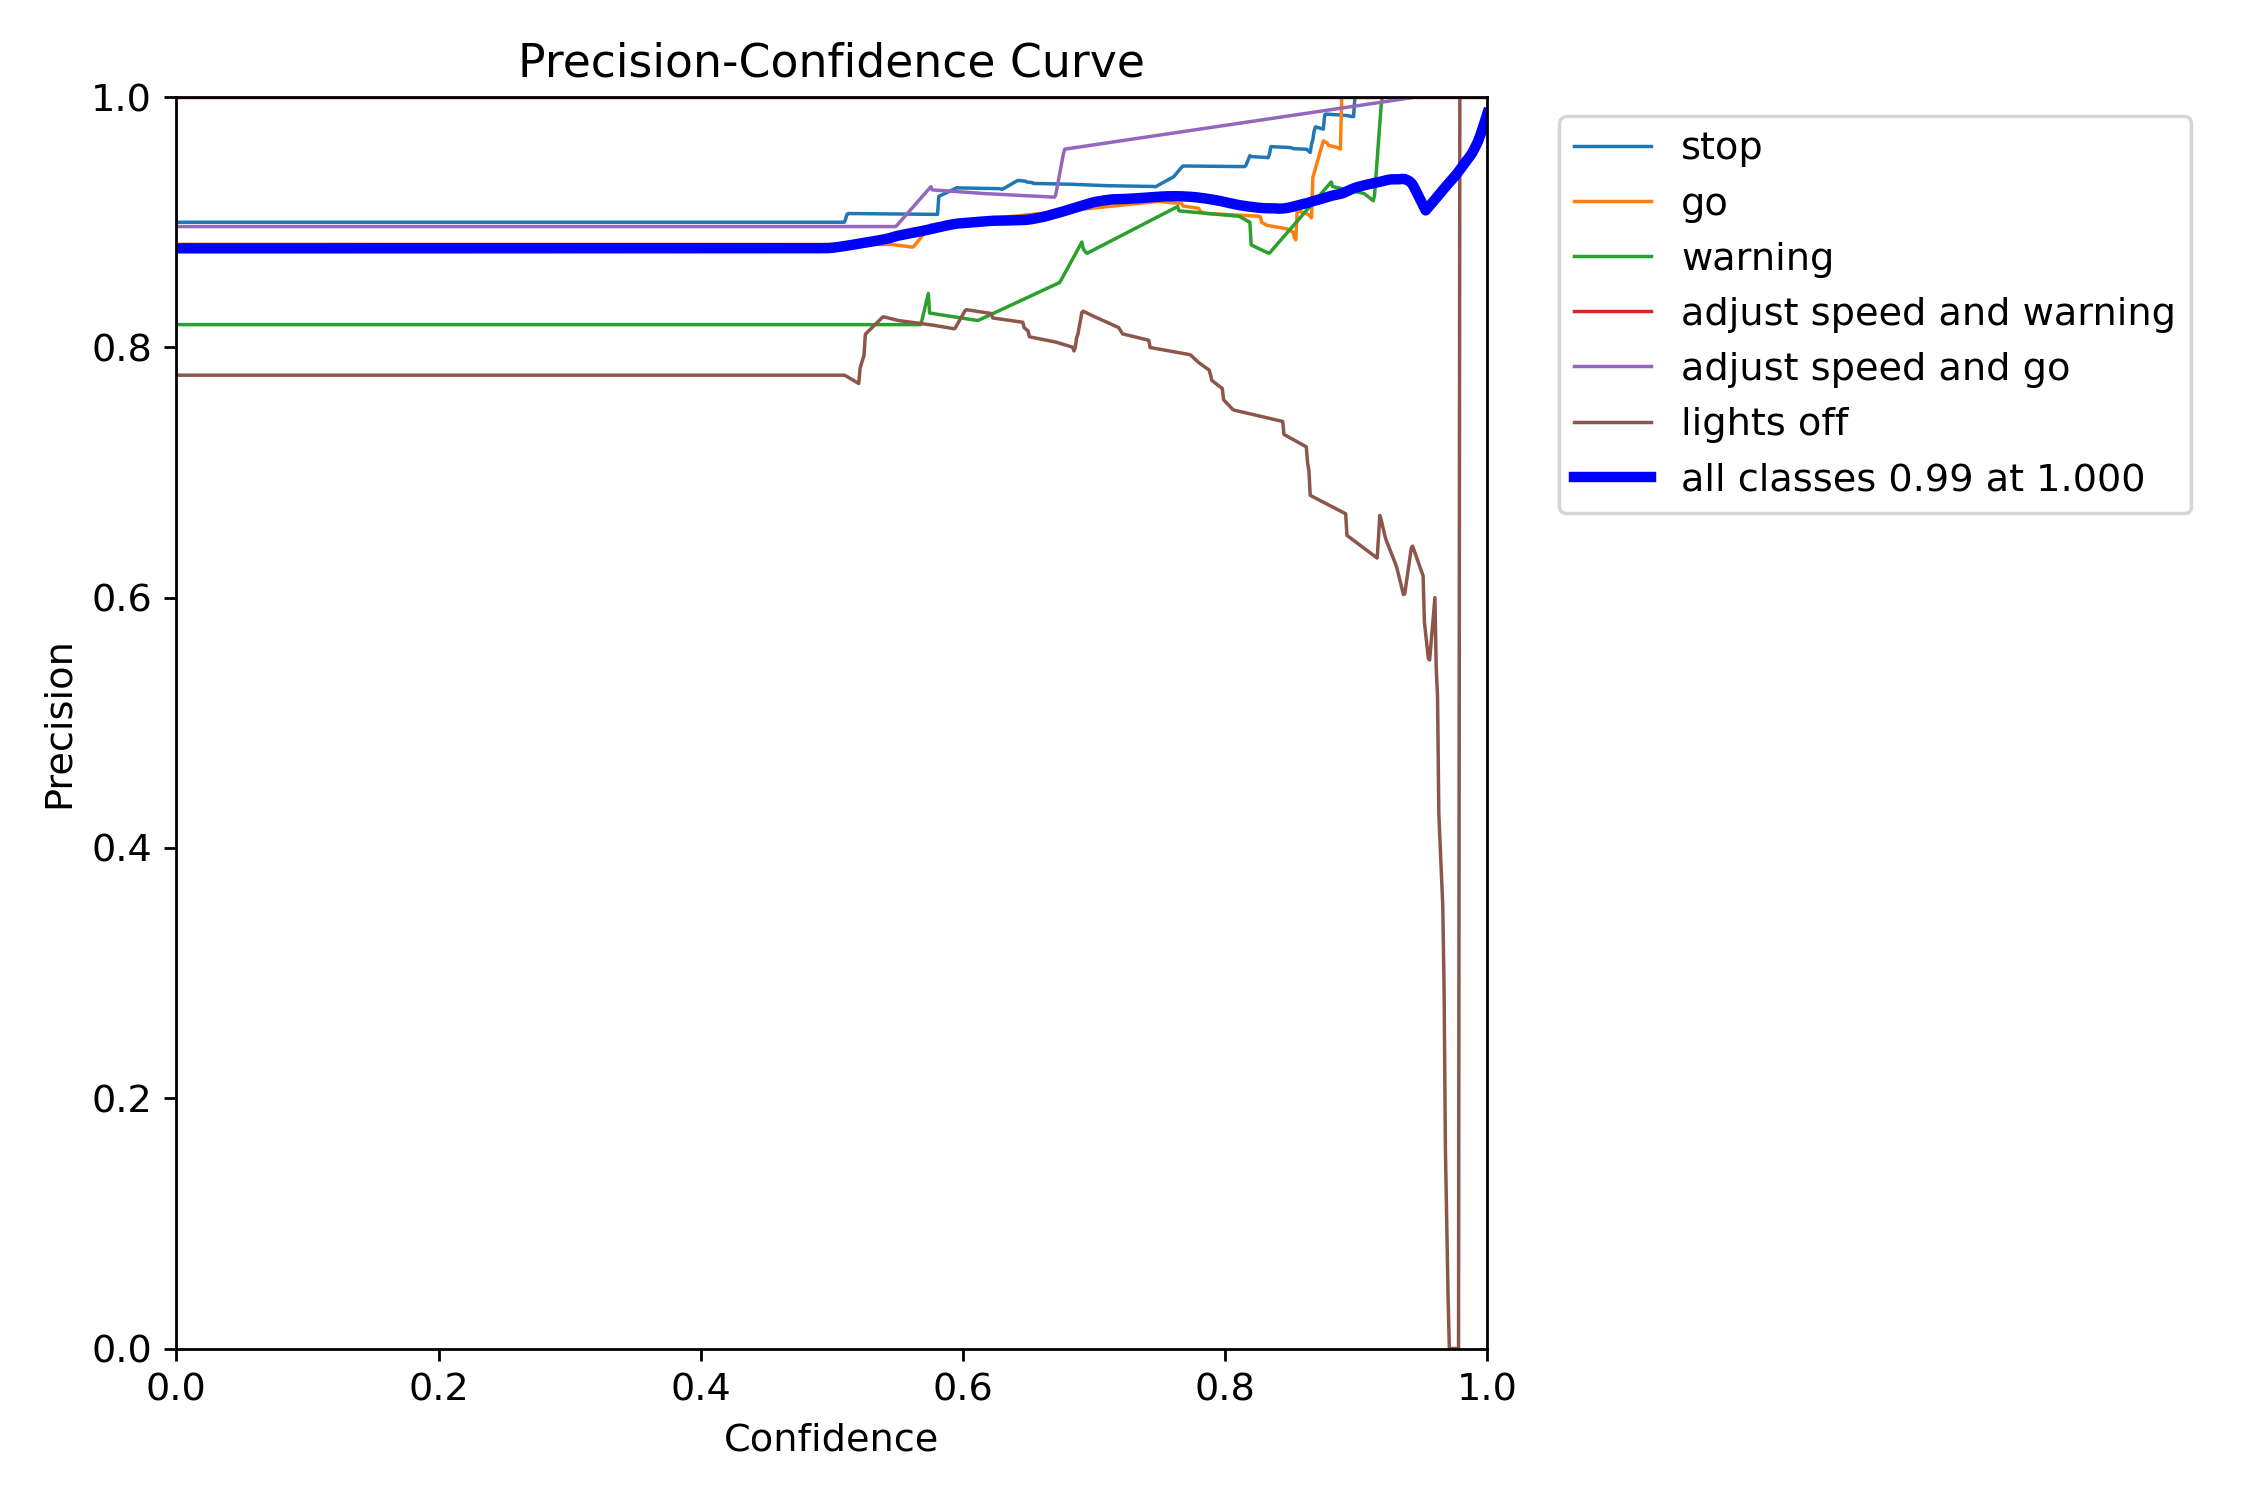 Precision-Confidence Curve
1.0
0.8
0.6
0.4
0.2
0.0
Precision
0.0 0.2 0.4 0.6 0.8 1.0
Confidence
stop
go
warning
adjust speed and warning
adjust speed and go
lights off
all classes 0.99 at 1.000